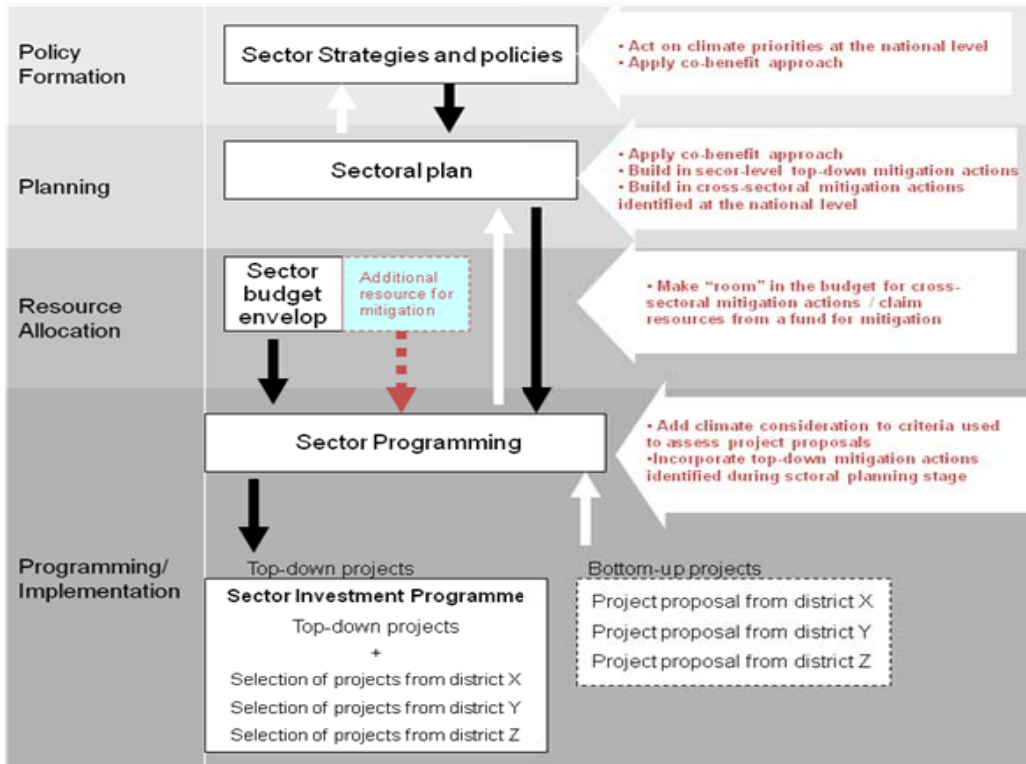 Policy
Formation
Sector Strategies and policies
• Act on climate priorities at the national level
• Apply co-benefit approach
Planning
Sectoral plan
• Apply co-benefit approach
• Build in secor-level top-down mitigation actions
• Build in cross-sectoral mitigation actions
identified at the national level
Resource
Allocation
Sector
budget
envelop
Additional
resource for
mitigation
• Make “room” in the budget for cross-
sectoral mitigation actions / claim
resources from a fund for mitigation
Sector Programming
• Add climate consideration to criteria used
to assess project proposals
•Incorporate top-down mitigation actions
identified during sctoral planning stage
Programming/
Implementation
Top-down projects
Sector Investment Programme
Top-down projects
+
Selection of projects from district X
Selection of projects from district Y
Selection of projects from district Z
Bottom-up projects
Project proposal from district X
Project proposal from district Y
Project proposal from district Z